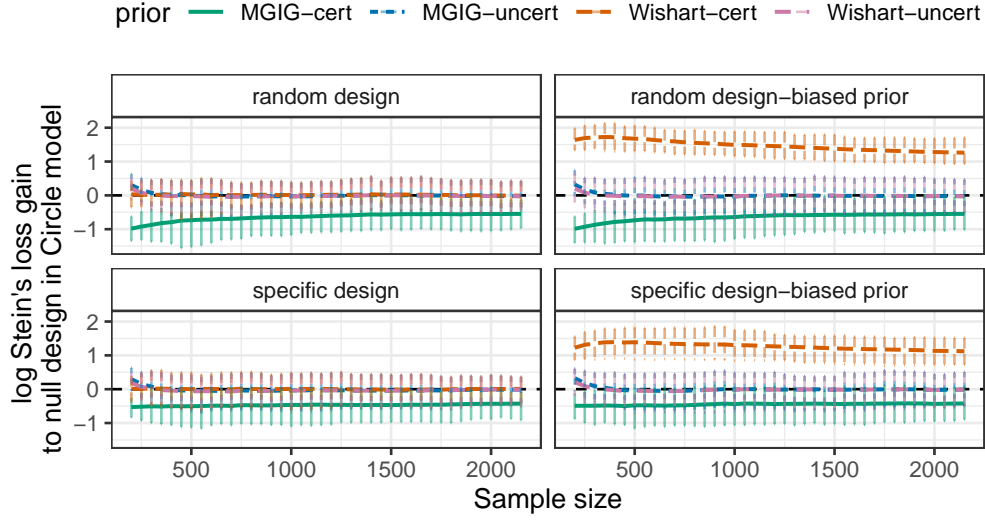 prior MGIG−cert MGIG−uncert Wishart−cert Wishart−uncert
random design
random design−biased prior
2
1
0
−1
specific design
specific design−biased prior
2
1
0
−1
500 1000 1500 2000
500 1000 1500 2000
Sample size
log Stein's loss gain
to null design in Circle model